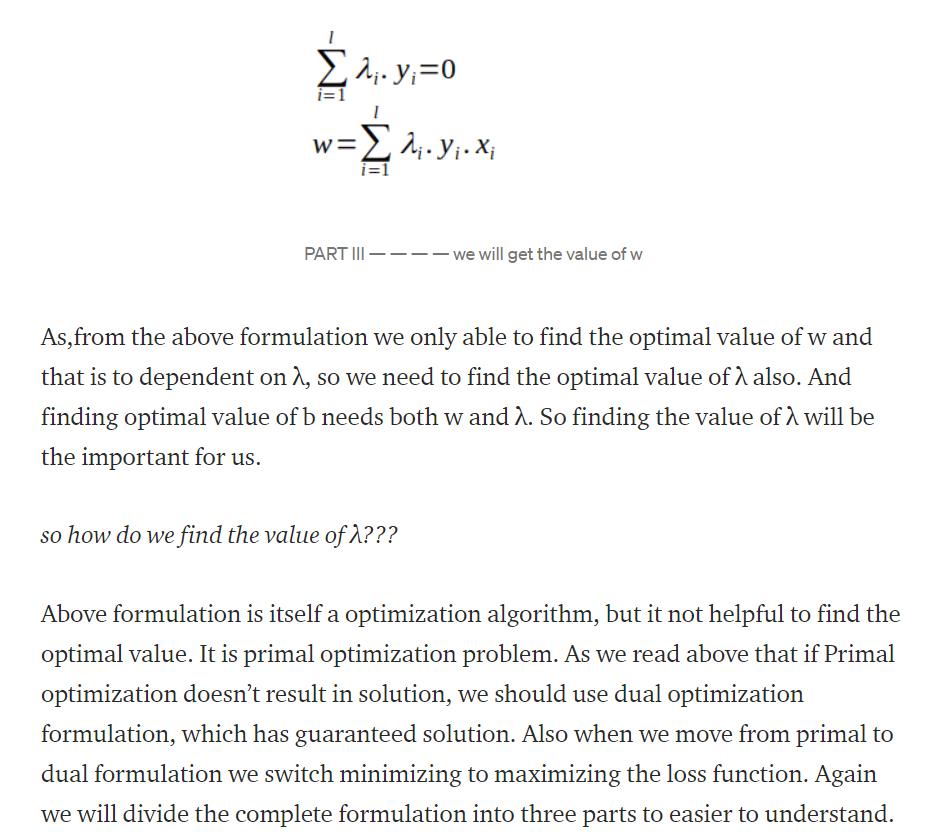 l
∑ λᵢ. yᵢ=0
i=1
l
w=∑ λᵢ. yᵢ. xᵢ
i=1
PART III — — — — we will get the value of w
As,from the above formulation we only able to find the optimal value of w and
that is to dependent on λ, so we need to find the optimal value of λ also. And
finding optimal value of b needs both w and λ. So finding the value of λ will be
the important for us.
so how do we find the value of λ???
Above formulation is itself a optimization algorithm, but it not helpful to find the
optimal value. It is primal optimization problem. As we read above that if Primal
optimization doesn’t result in solution, we should use dual optimization
formulation, which has guaranteed solution. Also when we move from primal to
dual formulation we switch minimizing to maximizing the loss function. Again
we will divide the complete formulation into three parts to easier to understand.